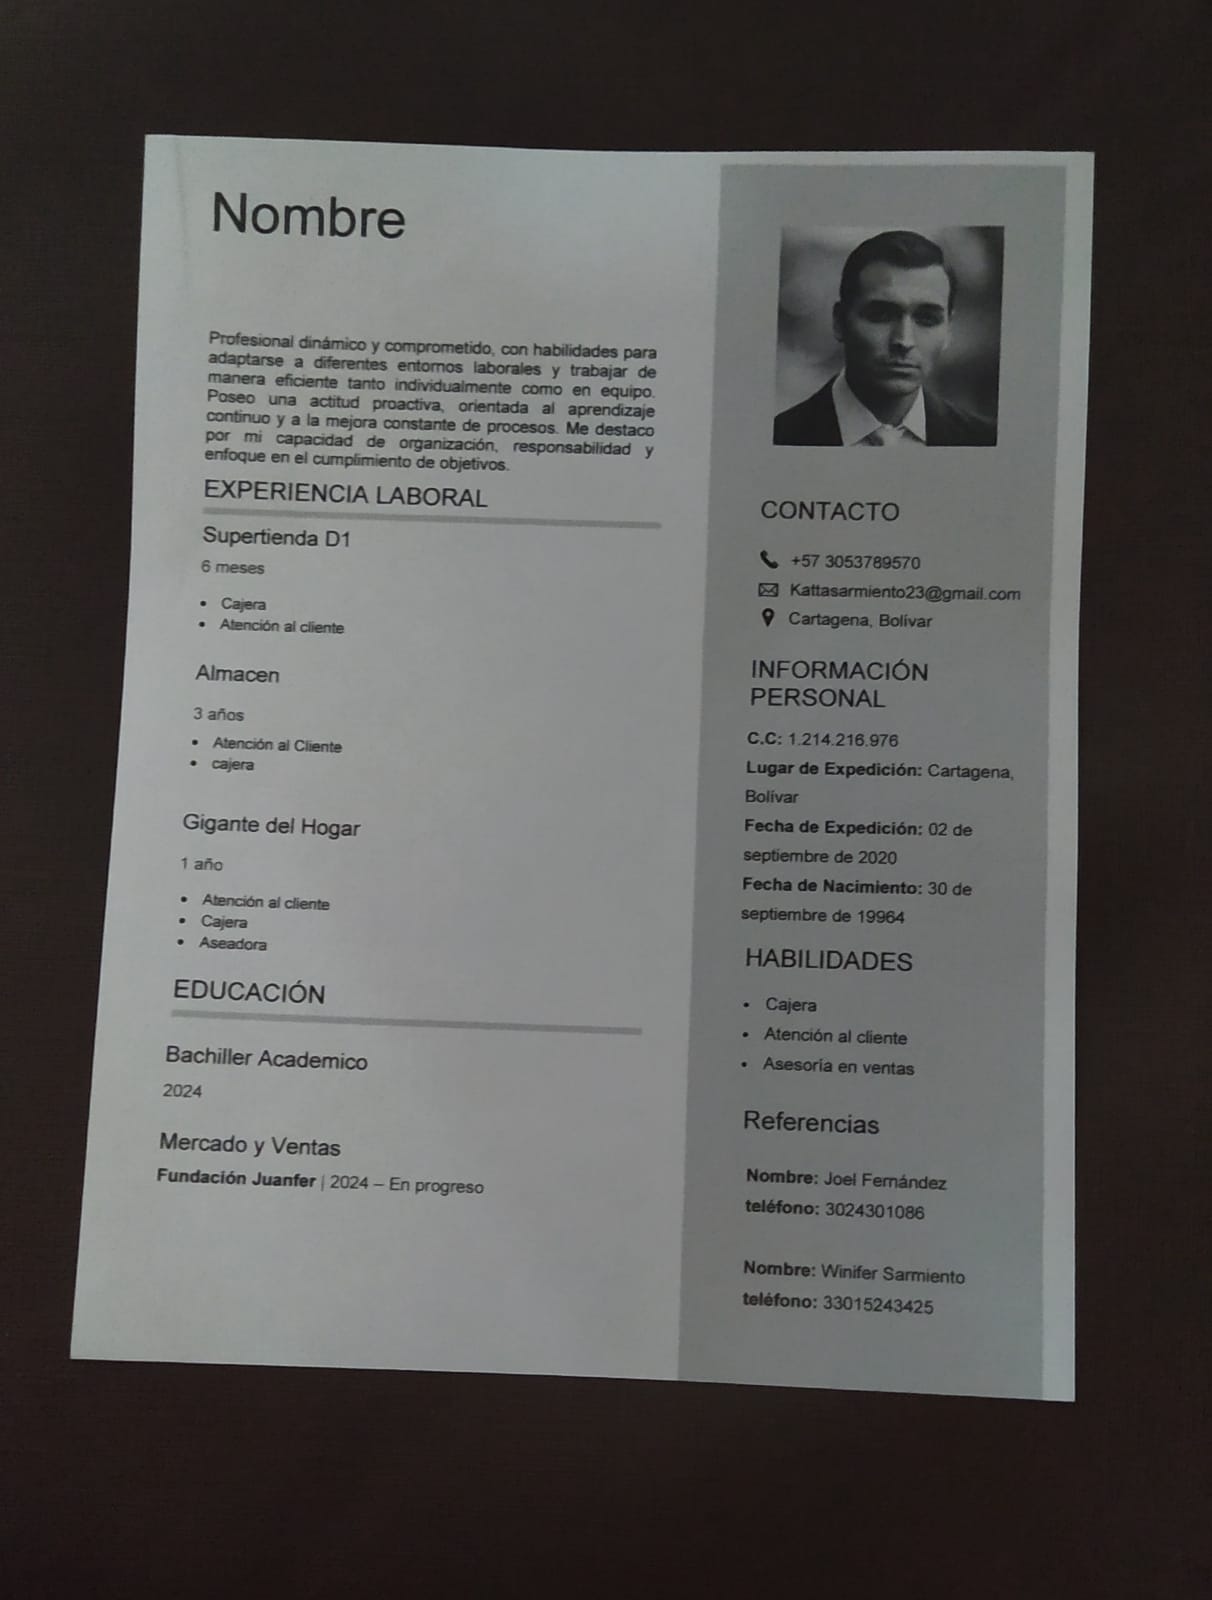 Nombre
Profesional dinámico y comprometido, con habilidades para
adaptarse a diferentes entornos laborales y trabajar de
manera eficiente tanto individualmente como en equipo.
Poseo una actitud proactiva, orientada al aprendizaje
continuo y a la mejora constante de procesos. Me destaco
por mi capacidad de organización, responsabilidad y
enfoque en el cumplimiento de objetivos.
EXPERIENCIA LABORAL
Supertienda D1
6 meses
• Cajera
• Atención al cliente
Almacen
3 años
• Atención al Cliente
• cajera
Gigante del Hogar
1 año
• Atención al cliente
• Cajera
• Aseadora
EDUCACIÓN
Bachiller Academico
2024
Mercado y Ventas
Fundación Juanfer | 2024 – En progreso
CONTACTO
+57 3053789570
Kattasarmiento23@gmail.com
Cartagena, Bolívar
INFORMACIÓN
PERSONAL
C.C: 1.214.216.976
Lugar de Expedición: Cartagena,
Bolívar
Fecha de Expedición: 02 de
septiembre de 2020
Fecha de Nacimiento: 30 de
septiembre de 19964
HABILIDADES
• Cajera
• Atención al cliente
• Asesoría en ventas
Referencias
Nombre: Joel Fernández
teléfono: 3024301086
Nombre: Winifer Sarmiento
teléfono: 33015243425